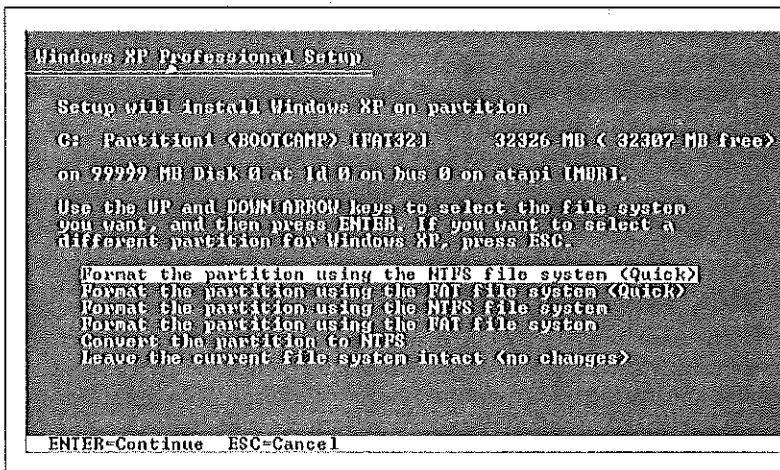 Windows XP Professional Setup
Setup will install Windows XP on partition
C: Partition1 <BOOTCAMP> [FAT32] 32326 MB ( 32307 MB free)
on 99999 MB Disk 0 at Id 0 on bus 0 on atapi [MBR].
Use the UP and DOWN ARROW keys to select the file system
you want, and then press ENTER. If you want to select a
different partition for Windows XP, press ESC.
Format the partition using the NTFS file system (Quick)
Format the partition using the FAT file system (Quick)
Format the partition using the NTFS file system
Format the partition using the FAT file system
Convert the partition to NTFS
Leave the current file system intact (no changes)
ENTER=Continue ESC=Cancel